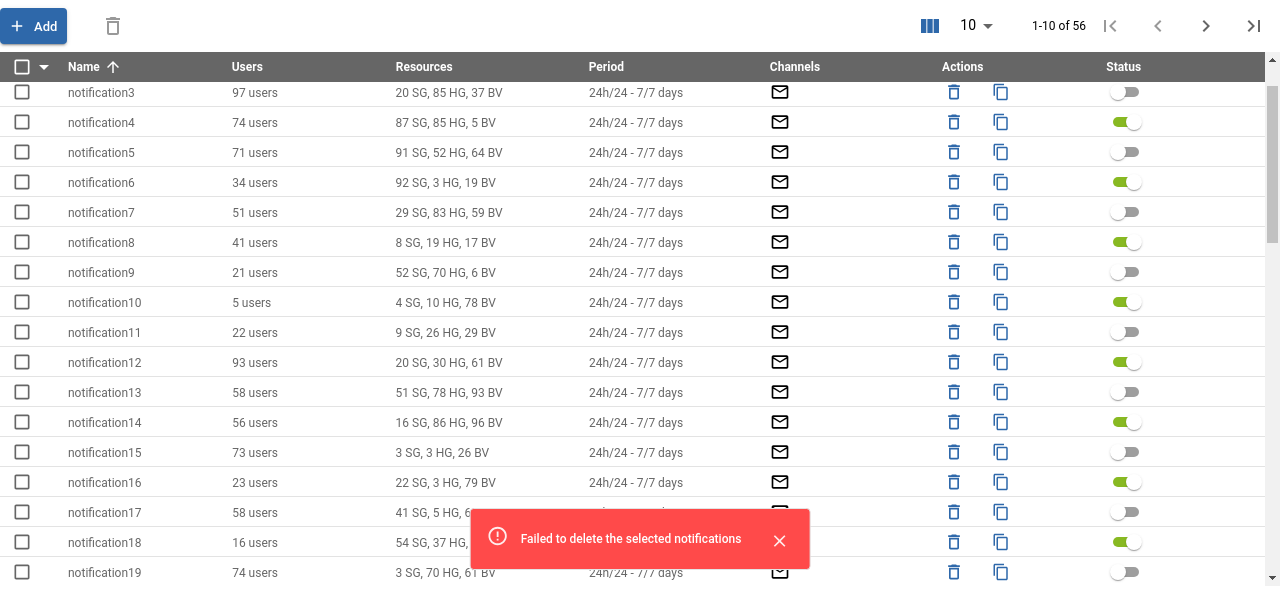 Add 10 1-10 of 56
Name Users Resources Period Channels Actions Status
notification3 97 users 20 SG, 85 HG, 37 BV 24h/24 - 7/7 days
notification4 74 users 87 SG, 85 HG, 5 BV 24h/24 - 7/7 days
notification5 71 users 91 SG, 52 HG, 64 BV 24h/24 - 7/7 days
notification6 34 users 92 SG, 3 HG, 19 BV 24h/24 - 7/7 days
notification7 51 users 29 SG, 83 HG, 59 BV 24h/24 - 7/7 days
notification8 41 users 8 SG, 19 HG, 17 BV 24h/24 - 7/7 days
notification9 21 users 52 SG, 70 HG, 6 BV 24h/24 - 7/7 days
notification10 5 users 4 SG, 10 HG, 78 BV 24h/24 - 7/7 days
notification11 22 users 9 SG, 26 HG, 29 BV 24h/24 - 7/7 days
notification12 93 users 20 SG, 30 HG, 61 BV 24h/24 - 7/7 days
notification13 58 users 51 SG, 78 HG, 93 BV 24h/24 - 7/7 days
notification14 56 users 16 SG, 86 HG, 96 BV 24h/24 - 7/7 days
notification15 73 users 3 SG, 3 HG, 26 BV 24h/24 - 7/7 days
notification16 23 users 22 SG, 3 HG, 79 BV 24h/24 - 7/7 days
notification17 58 users 41 SG, 5 HG,
notification18 16 users 54 SG, 37 HG,
Failed to delete the selected notifications
notification19 74 users 3 SG, 70 HG, 61 BV 24h/24 - 7/7 days